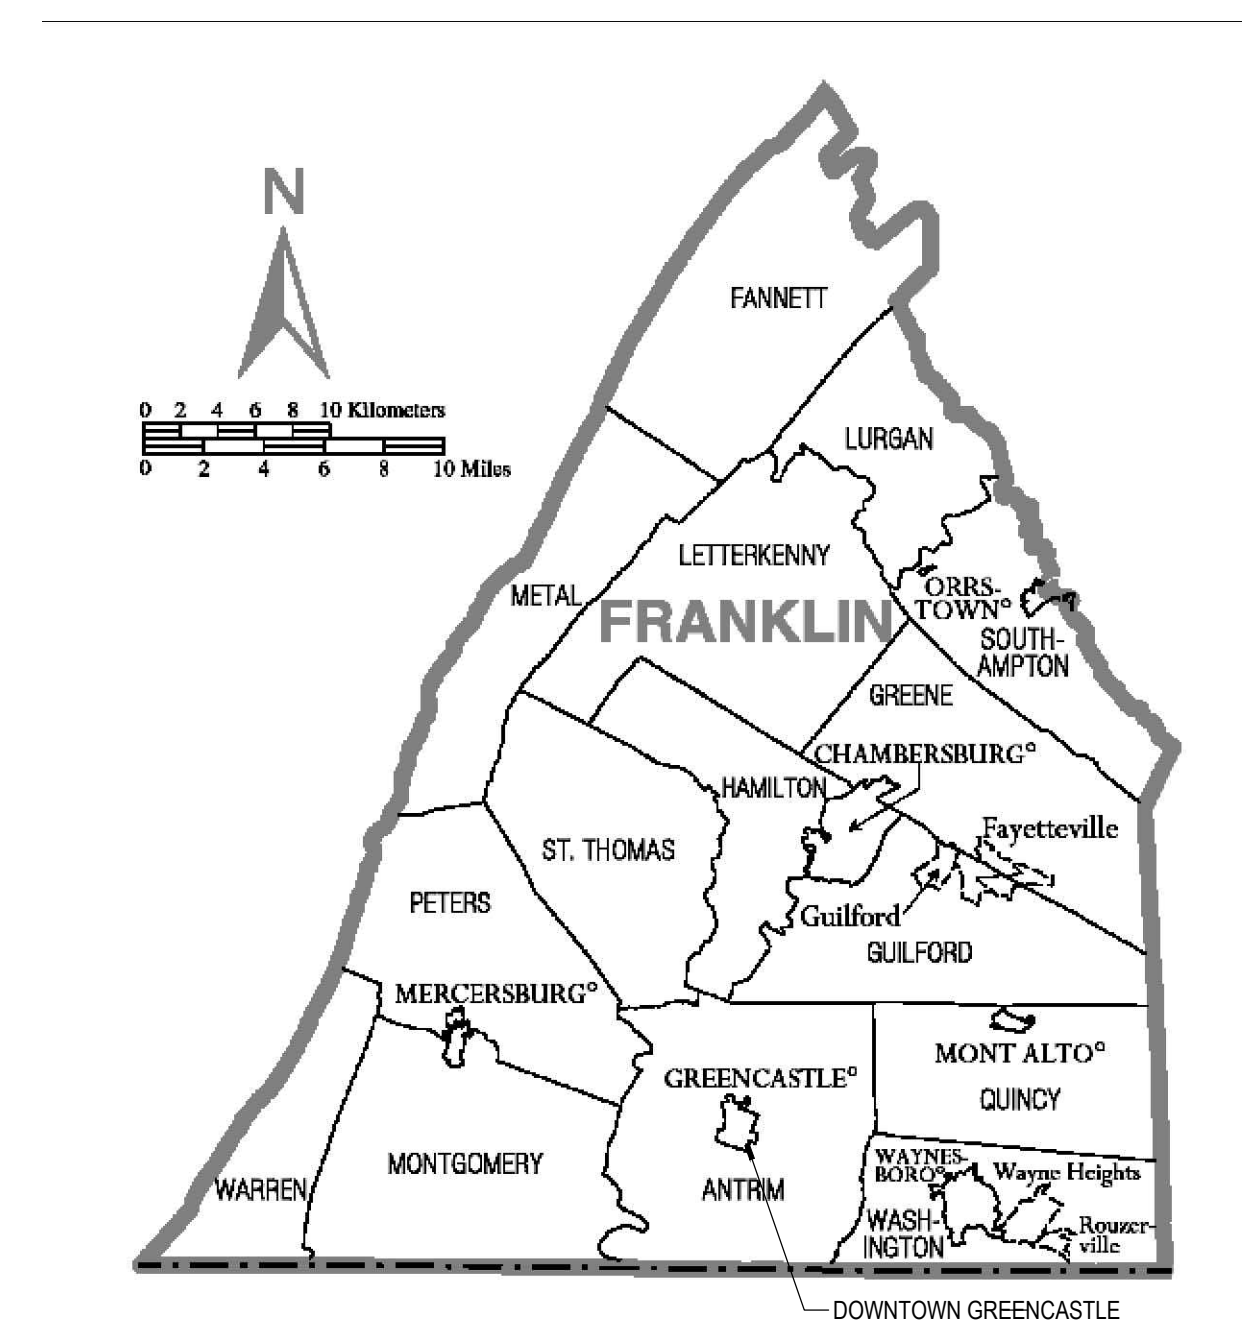 N
FANNETT
0 2 4 6 8 10 Kilometers
0 2 4 6 8 10 Miles
LURGAN
LETTERKENNY
METAL
FRANKLIN
ORRS-
TOWN°
SOUTH-
AMPTON
GREENE
CHAMBERSBURG°
HAMILTON
Fayetteville
ST. THOMAS
PETERS
Guilford
GUILFORD
MERCERSBURG°
MONT ALTO°
GREENCASTLE°
QUINCY
MONTGOMERY
WAYNES-
BORO°
Wayne Heights
WARREN
ANTRIM
WASH-
INGTON
Rouzer-
ville
DOWNTOWN GREENCASTLE